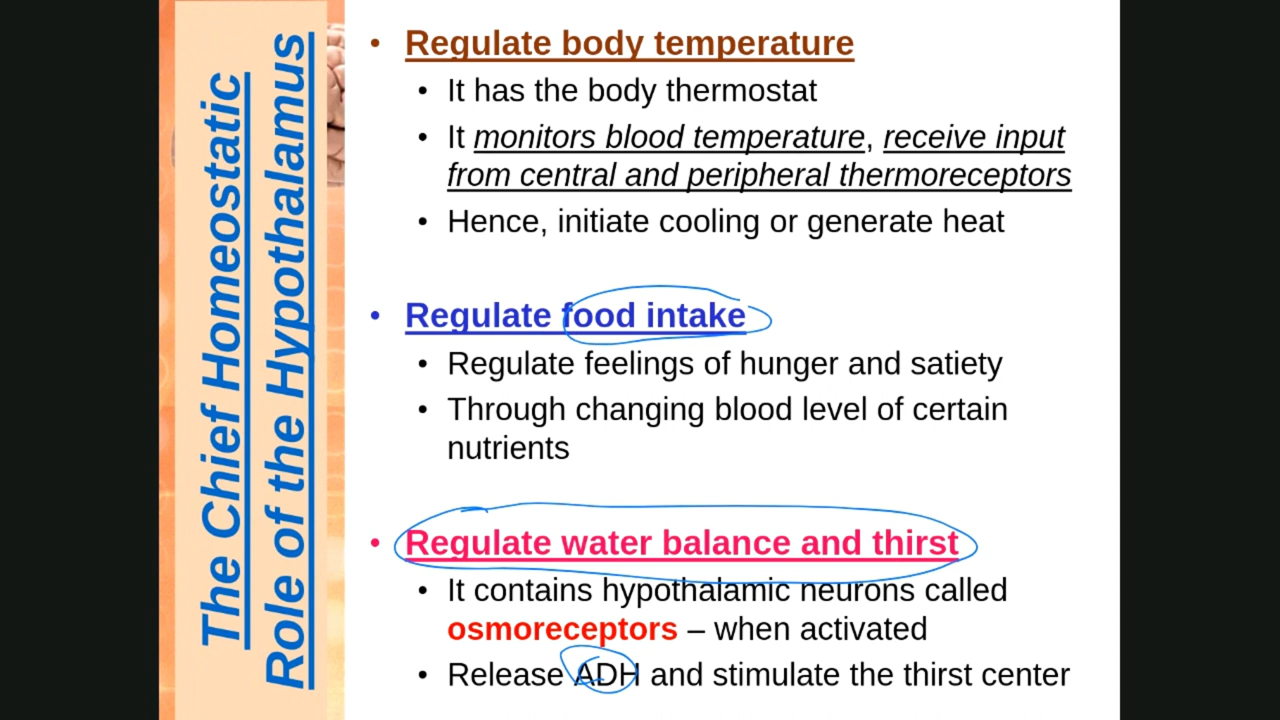 The Chief Homeostatic
Role of the Hypothalamus
• Regulate body temperature
• It has the body thermostat
• It monitors blood temperature, receive input
from central and peripheral thermoreceptors
• Hence, initiate cooling or generate heat
• Regulate food intake
• Regulate feelings of hunger and satiety
• Through changing blood level of certain
nutrients
• Regulate water balance and thirst
• It contains hypothalamic neurons called
osmoreceptors – when activated
• Release ADH and stimulate the thirst center